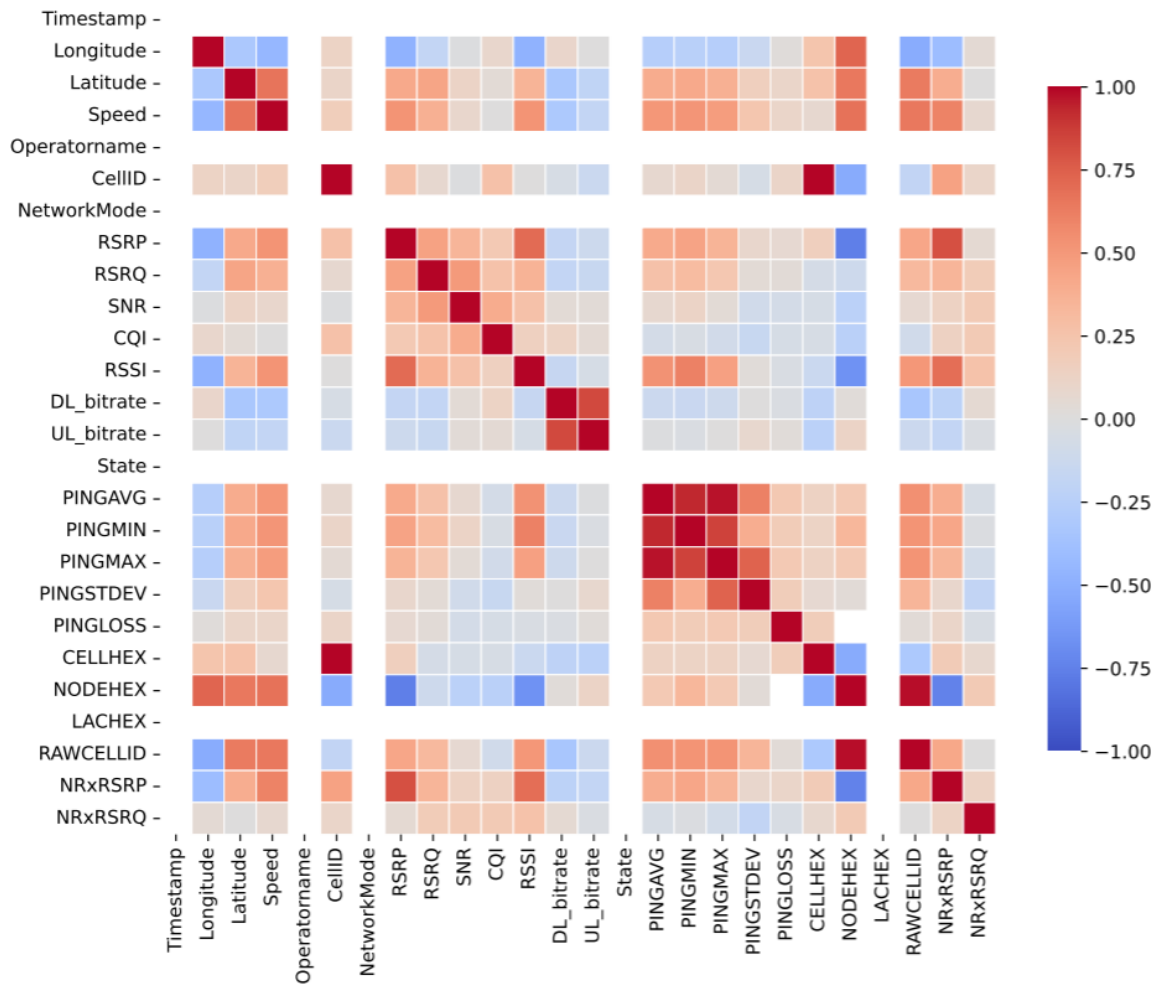 Timestamp
Longitude
Latitude
Speed
Operatorname
CellID
NetworkMode
RSRP
RSRQ
SNR
CQI
RSSI
DL_bitrate
UL_bitrate
State
PINGAVG
PINGMIN
PINGMAX
PINGSTDEV
PINGLOSS
CELLHEX
NODEHEX
LACHEX
RAWCELLID
NRxRSRP
NRxRSRQ
Timestamp
Longitude
Latitude
Speed
Operatorname
CellID
NetworkMode
RSRP
RSRQ
SNR
CQI
RSSI
DL_bitrate
UL_bitrate
State
PINGAVG
PINGMIN
PINGMAX
PINGSTDEV
PINGLOSS
CELLHEX
NODEHEX
LACHEX
RAWCELLID
NRxRSRP
NRxRSRQ
1.00
0.75
0.50
0.25
0.00
−0.25
−0.50
−0.75
−1.00